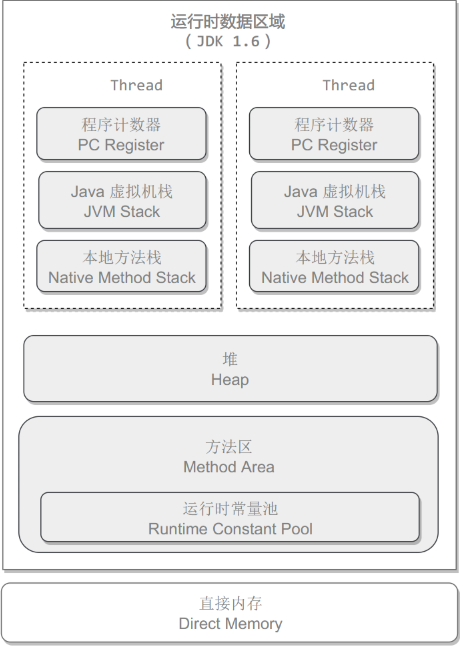 运行时数据区域
( JDK 1.6 )
Thread
程序计数器
PC Register
Java 虚拟机栈
JVM Stack
本地方法栈
Native Method Stack
Thread
程序计数器
PC Register
Java 虚拟机栈
JVM Stack
本地方法栈
Native Method Stack
堆
Heap
方法区
Method Area
运行时常量池
Runtime Constant Pool
直接内存
Direct Memory